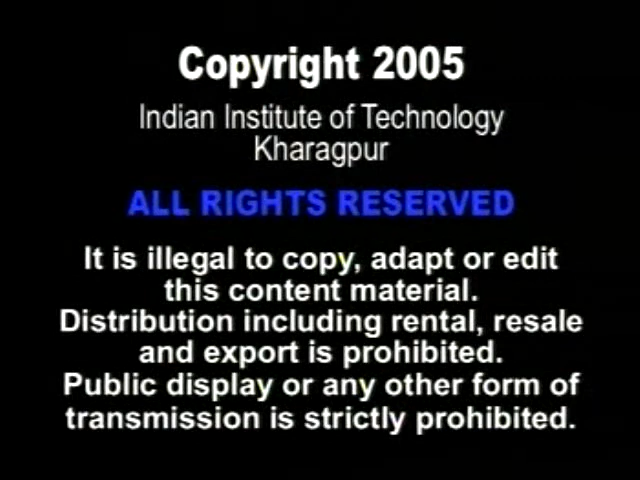 Copyright 2005
Indian Institute of Technology
Kharagpur
ALL RIGHTS RESERVED
It is illegal to copy, adapt or edit
this content material.
Distribution including rental, resale
and export is prohibited.
Public display or any other form of
transmission is strictly prohibited.